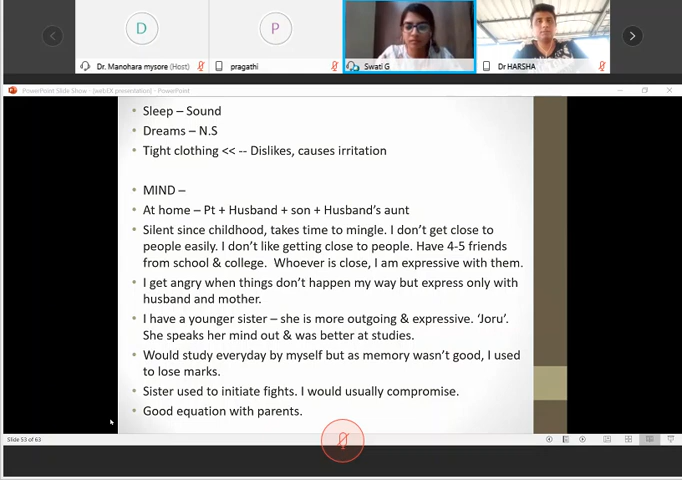 D
P
Dr. Manohara mysore (Host)
pragathi
Swati G
Dr HARSHA
PowerPoint Slide Show - [webEX presentation] - PowerPoint
• Sleep – Sound
• Dreams – N.S
• Tight clothing << -- Dislikes, causes irritation
• MIND –
• At home – Pt + Husband + son + Husband's aunt
• Silent since childhood, takes time to mingle. I don't get close to
people easily. I don't like getting close to people. Have 4-5 friends
from school & college.  Whoever is close, I am expressive with them.
• I get angry when things don't happen my way but express only with
husband and mother.
• I have a younger sister – she is more outgoing & expressive. 'Joru'.
She speaks her mind out & was better at studies.
• Would study everyday by myself but as memory wasn't good, I used
to lose marks.
• Sister used to initiate fights. I would usually compromise.
• Good equation with parents.
Slide 53 of 63